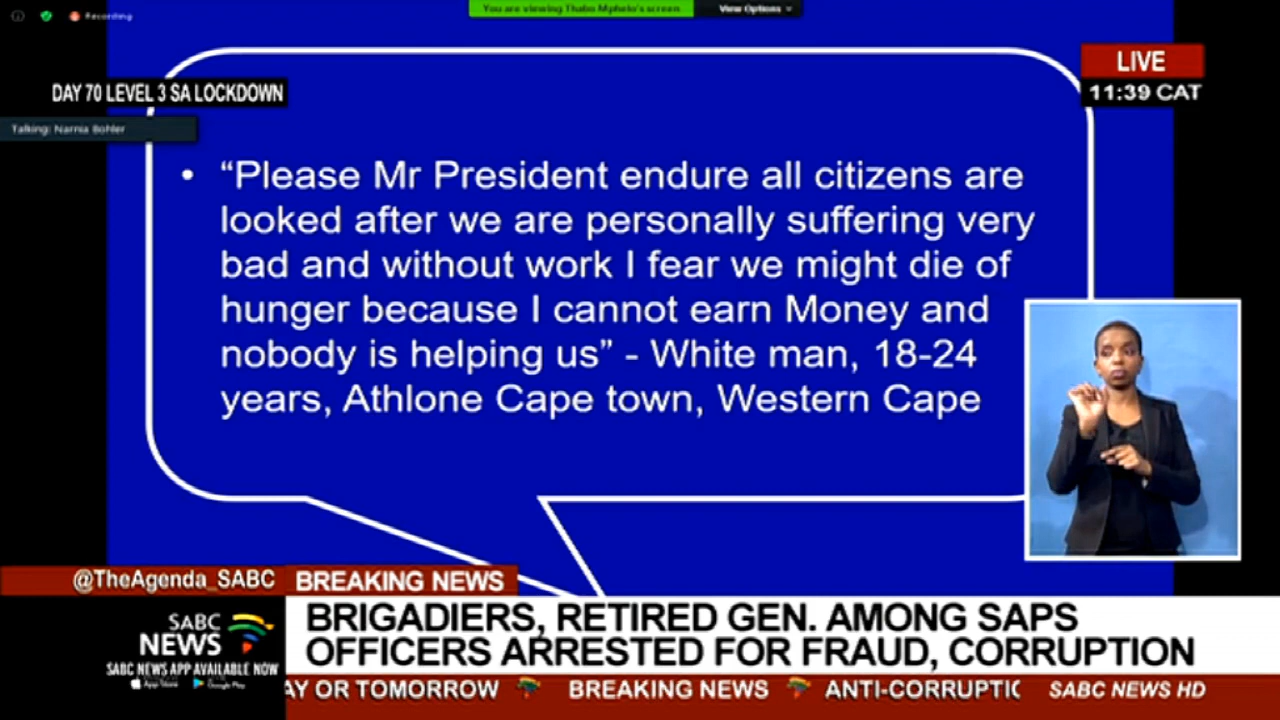 Recording
You are viewing Thabo Mphelo's screen
View Options
LIVE
11:39 CAT
DAY 70 LEVEL 3 SA LOCKDOWN
Talking: Narnia Bohler
• “Please Mr President endure all citizens are
looked after we are personally suffering very
bad and without work I fear we might die of
hunger because I cannot earn Money and
nobody is helping us” - White man, 18-24
years, Athlone Cape town, Western Cape
@TheAgenda_SABC
BREAKING NEWS
SABC
NEWS
SABC NEWS APP AVAILABLE NOW
App Store
Google Play
BRIGADIERS, RETIRED GEN. AMONG SAPS
OFFICERS ARRESTED FOR FRAUD, CORRUPTION
AY OR TOMORROW BREAKING NEWS ANTI-CORRUPTI
SABC NEWS HD